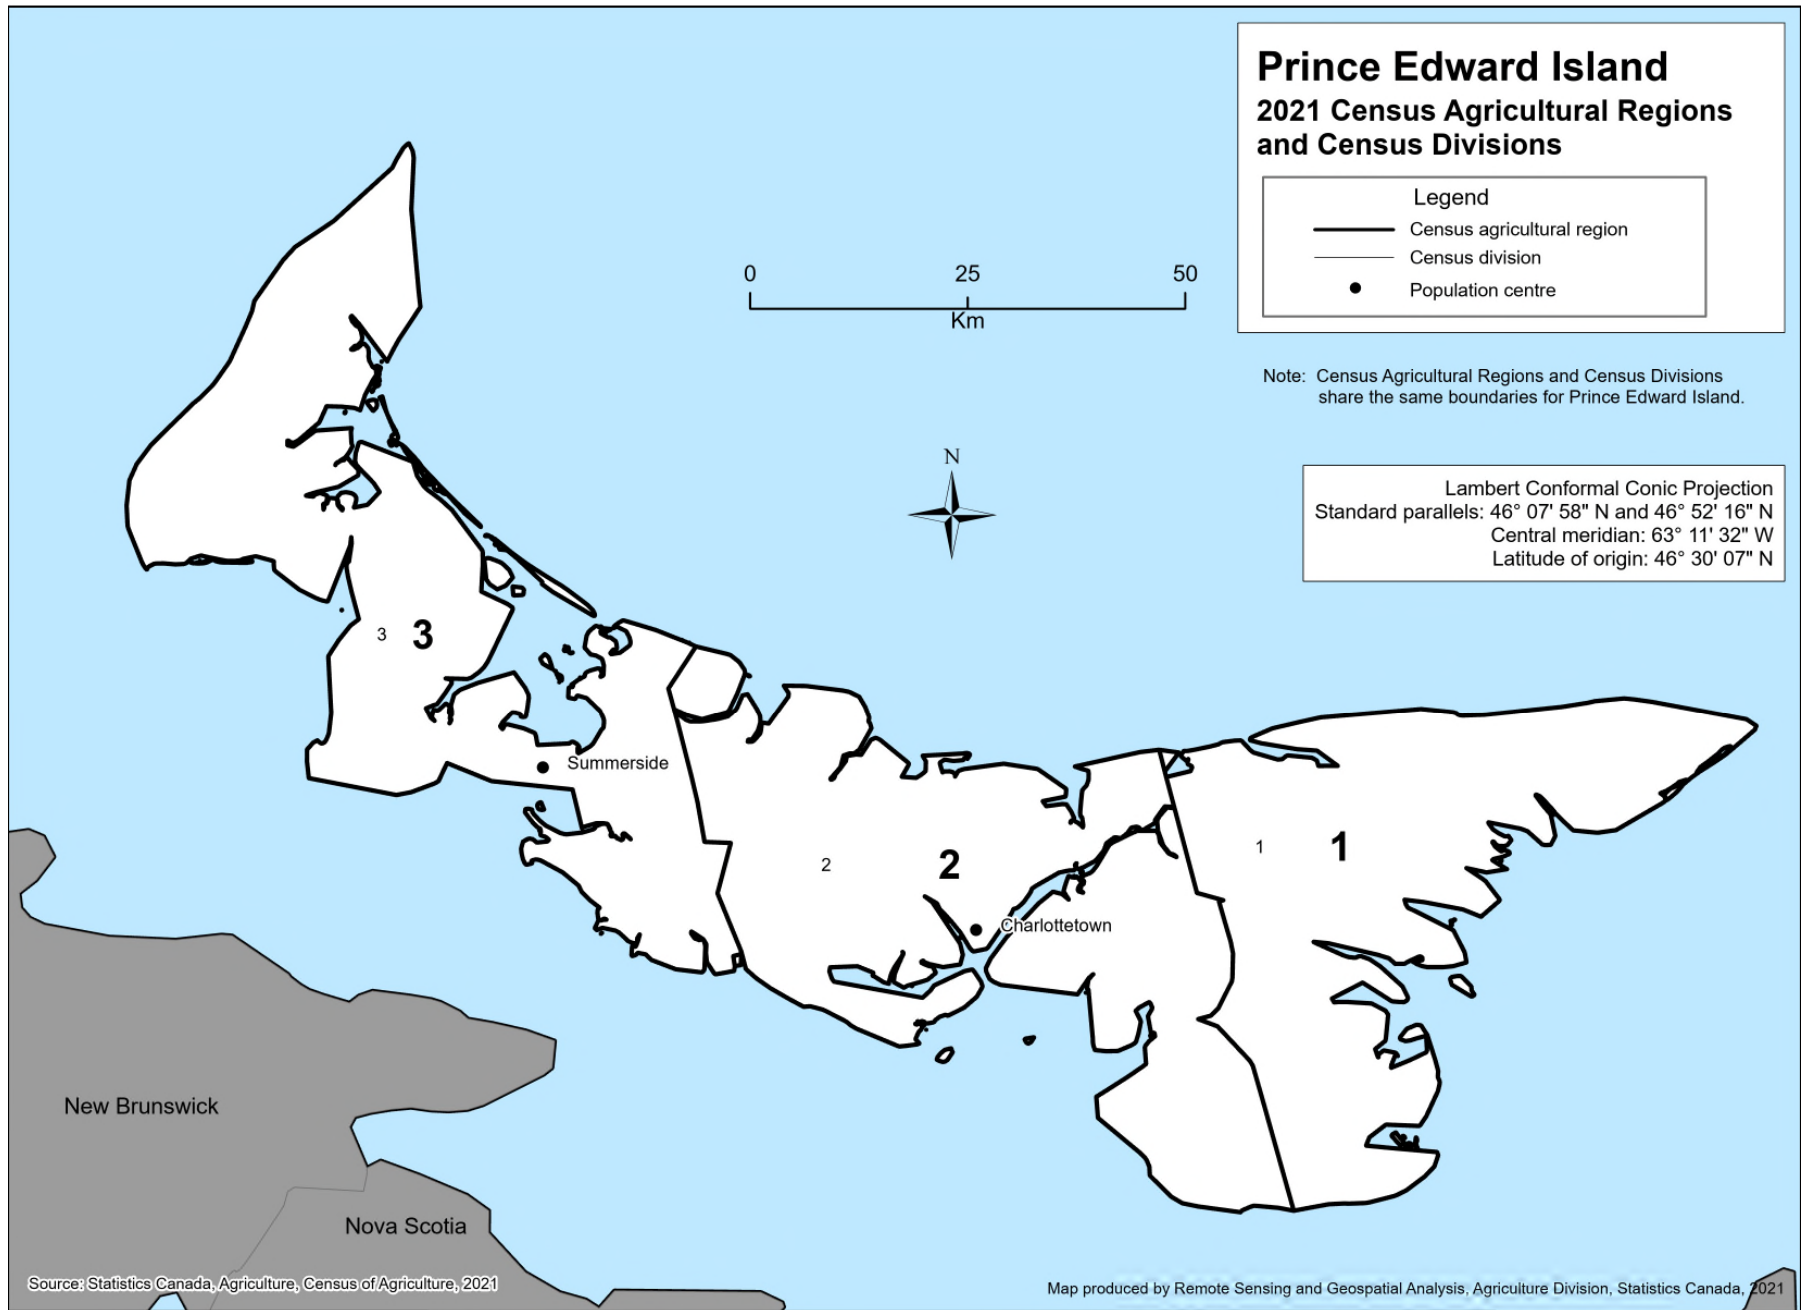 Prince Edward Island
2021 Census Agricultural Regions
and Census Divisions
Legend
Census agricultural region
Census division
Population centre
0 25 50
Km
Note: Census Agricultural Regions and Census Divisions
share the same boundaries for Prince Edward Island.
N
Lambert Conformal Conic Projection
Standard parallels: 46° 07' 58" N and 46° 52' 16" N
Central meridian: 63° 11' 32" W
Latitude of origin: 46° 30' 07" N
3 3
Summerside
2 2
1 1
Charlottetown
New Brunswick
Nova Scotia
Source: Statistics Canada, Agriculture, Census of Agriculture, 2021
Map produced by Remote Sensing and Geospatial Analysis, Agriculture Division, Statistics Canada, 2021